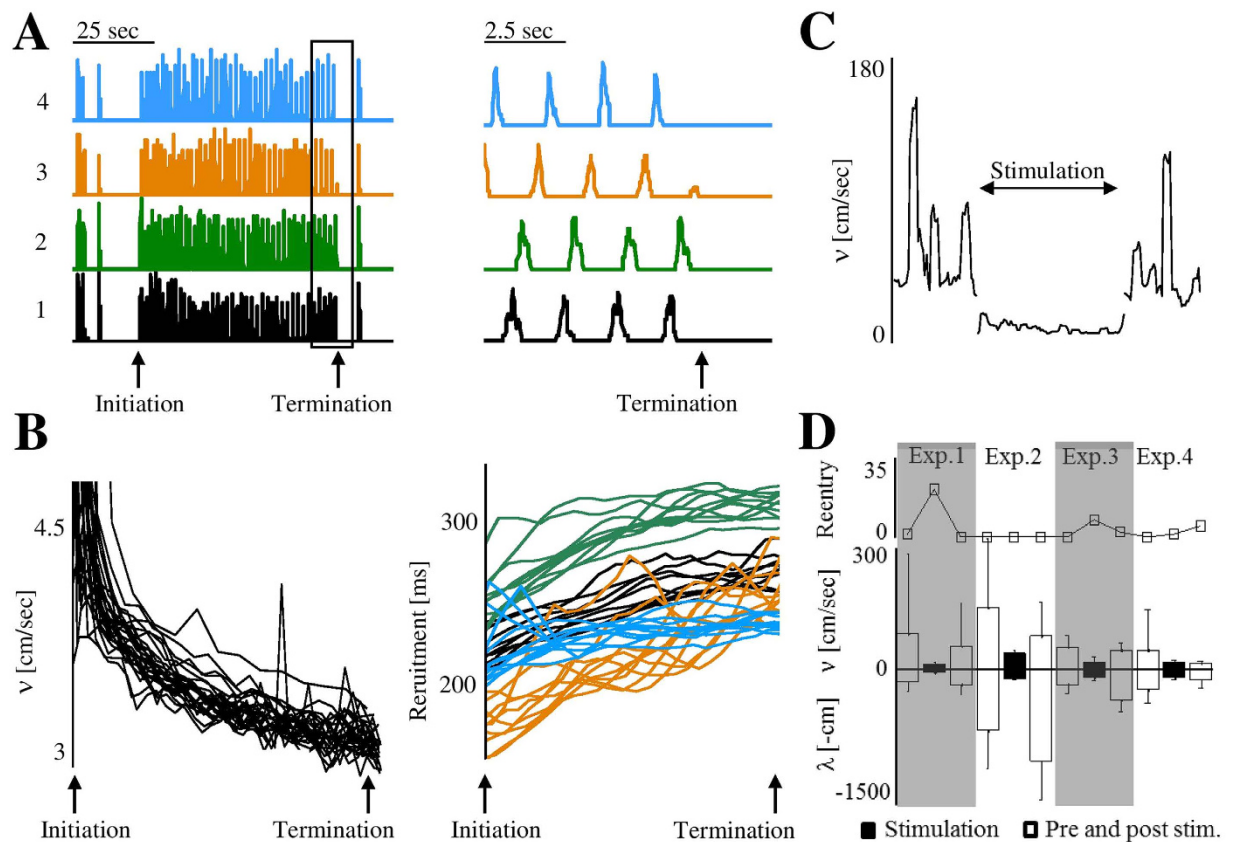 A
25 sec
4
3
2
1
Initiation
Termination
2.5 sec
Termination
C
180
ν [cm/sec]
0
Stimulation
B
4.5
ν [cm/sec]
3
Initiation
Termination
Reruitment [ms]
300
200
Initiation
Termination
D
Exp.1
Exp.2
Exp.3
Exp.4
Reentry
35
0
ν [cm/sec]
300
0
λ [-cm]
-1500
Stimulation
Pre and post stim.